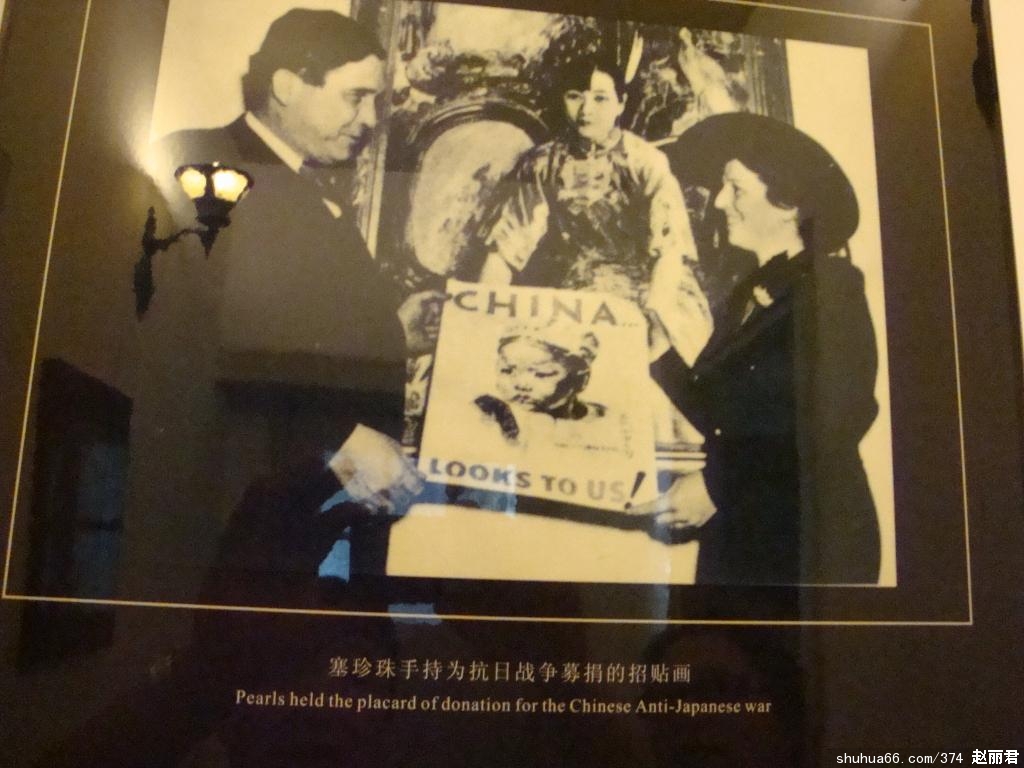 CHINA...
LOOKS TO US!
塞珍珠手持为抗日战争募捐的招贴画
Pearls held the placard of donation for the Chinese Anti-Japanese war
shuhua66.com/374 赵丽君